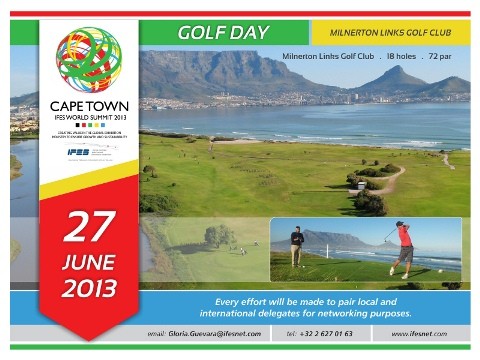 GOLF DAY
MILNERTON LINKS GOLF CLUB
Milnerton Links Golf Club . 18 holes . 72 par
CAPE TOWN
IFES WORLD SUMMIT 2013
IFES
27
JUNE
2013
Every effort will be made to pair local and
international delegates for networking purposes.
email: Gloria.Guevara@ifesnet.com
tel: +32 2 627 01 63
www.ifesnet.com